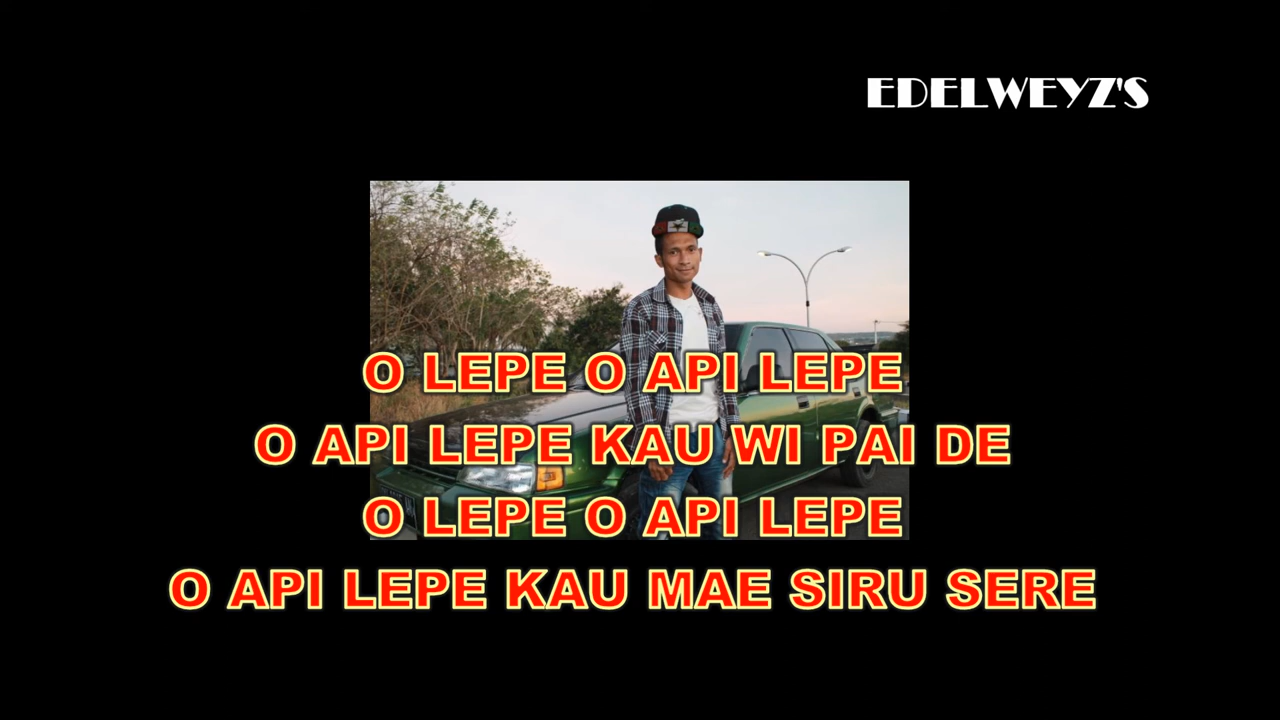 EDELWEYZ'S
O LEPE O API LEPE
O API LEPE KAU WI PAI DE
O LEPE O API LEPE
O API LEPE KAU MAE SIRU SERE